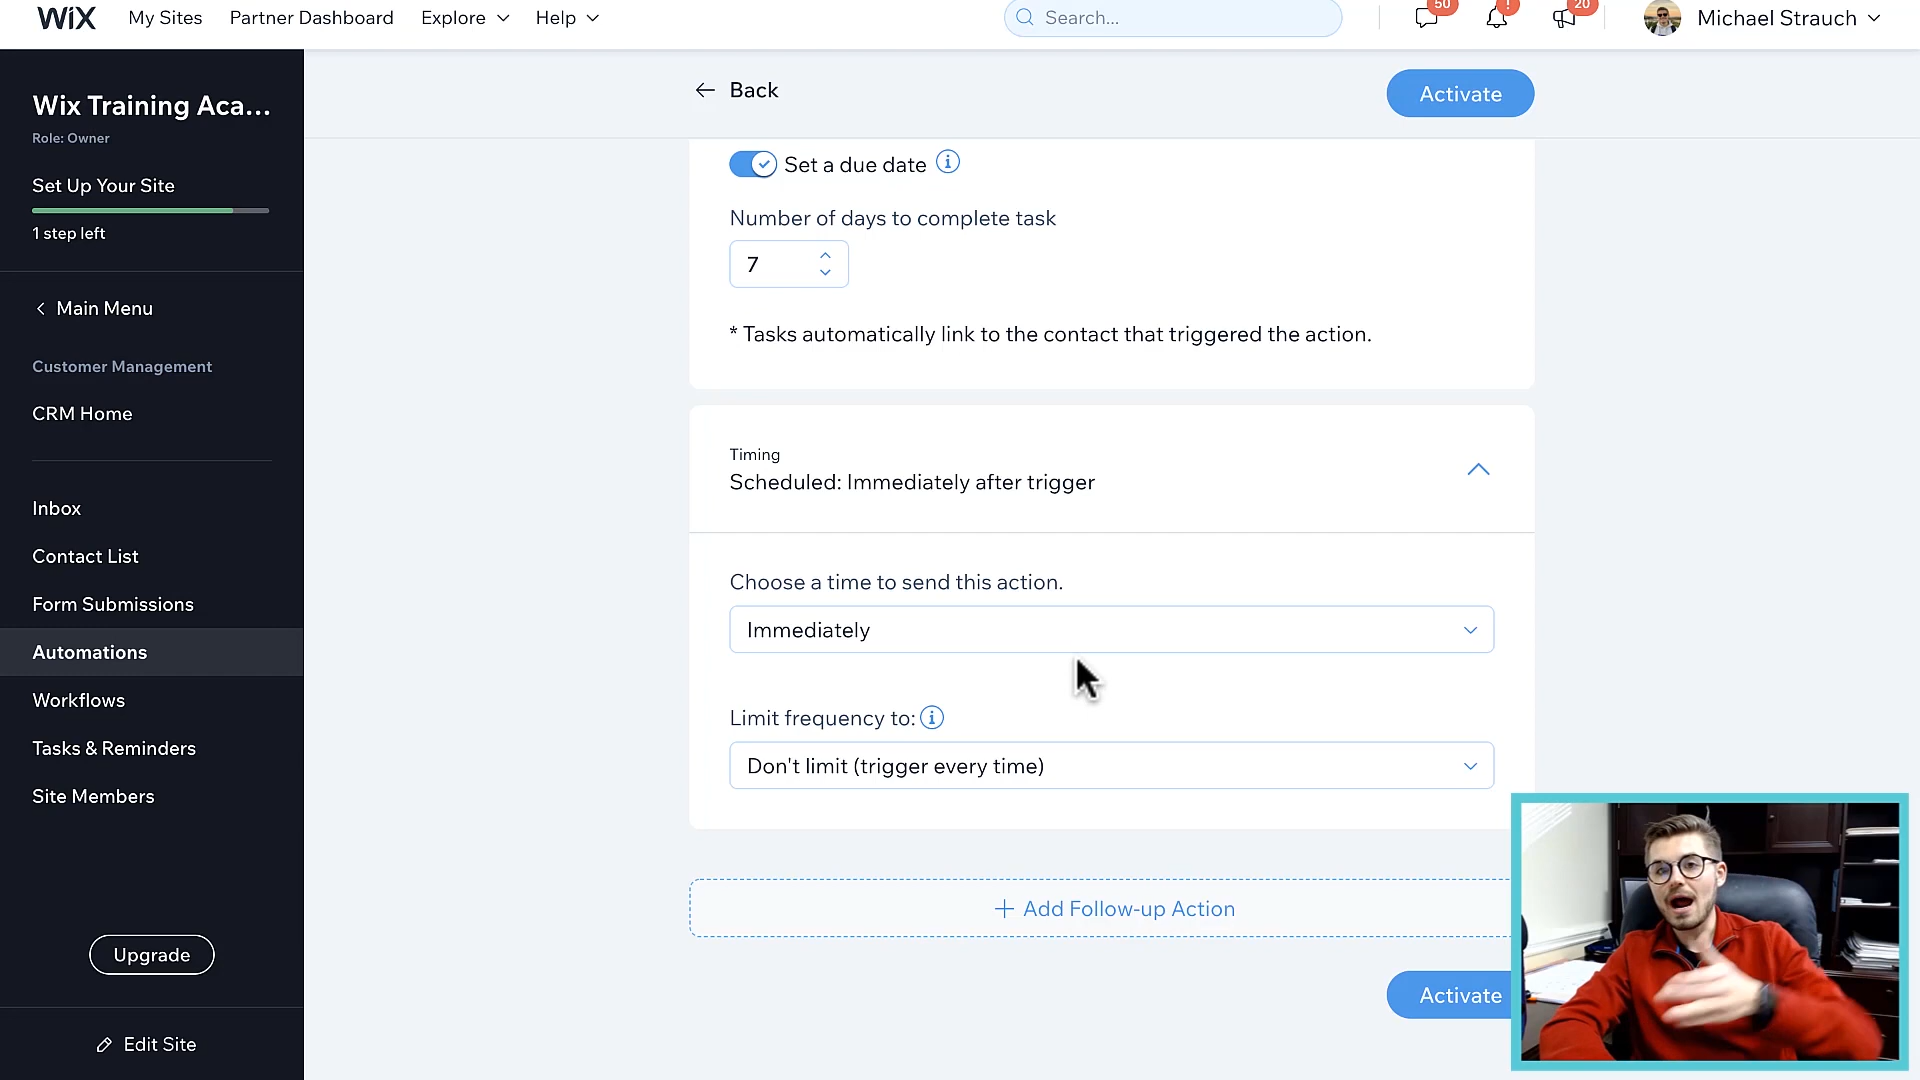 WIX My Sites Partner Dashboard Explore Help Search... 50 ! 20 Michael Strauch
Wix Training Aca...
Role: Owner
Set Up Your Site
1 step left
Main Menu
Customer Management
CRM Home
Inbox
Contact List
Form Submissions
Automations
Workflows
Tasks & Reminders
Site Members
Upgrade
Edit Site
Back
Activate
Set a due date
Number of days to complete task
7
* Tasks automatically link to the contact that triggered the action.
Timing
Scheduled: Immediately after trigger
Choose a time to send this action.
Immediately
Limit frequency to:
Don't limit (trigger every time)
+ Add Follow-up Action
Activate